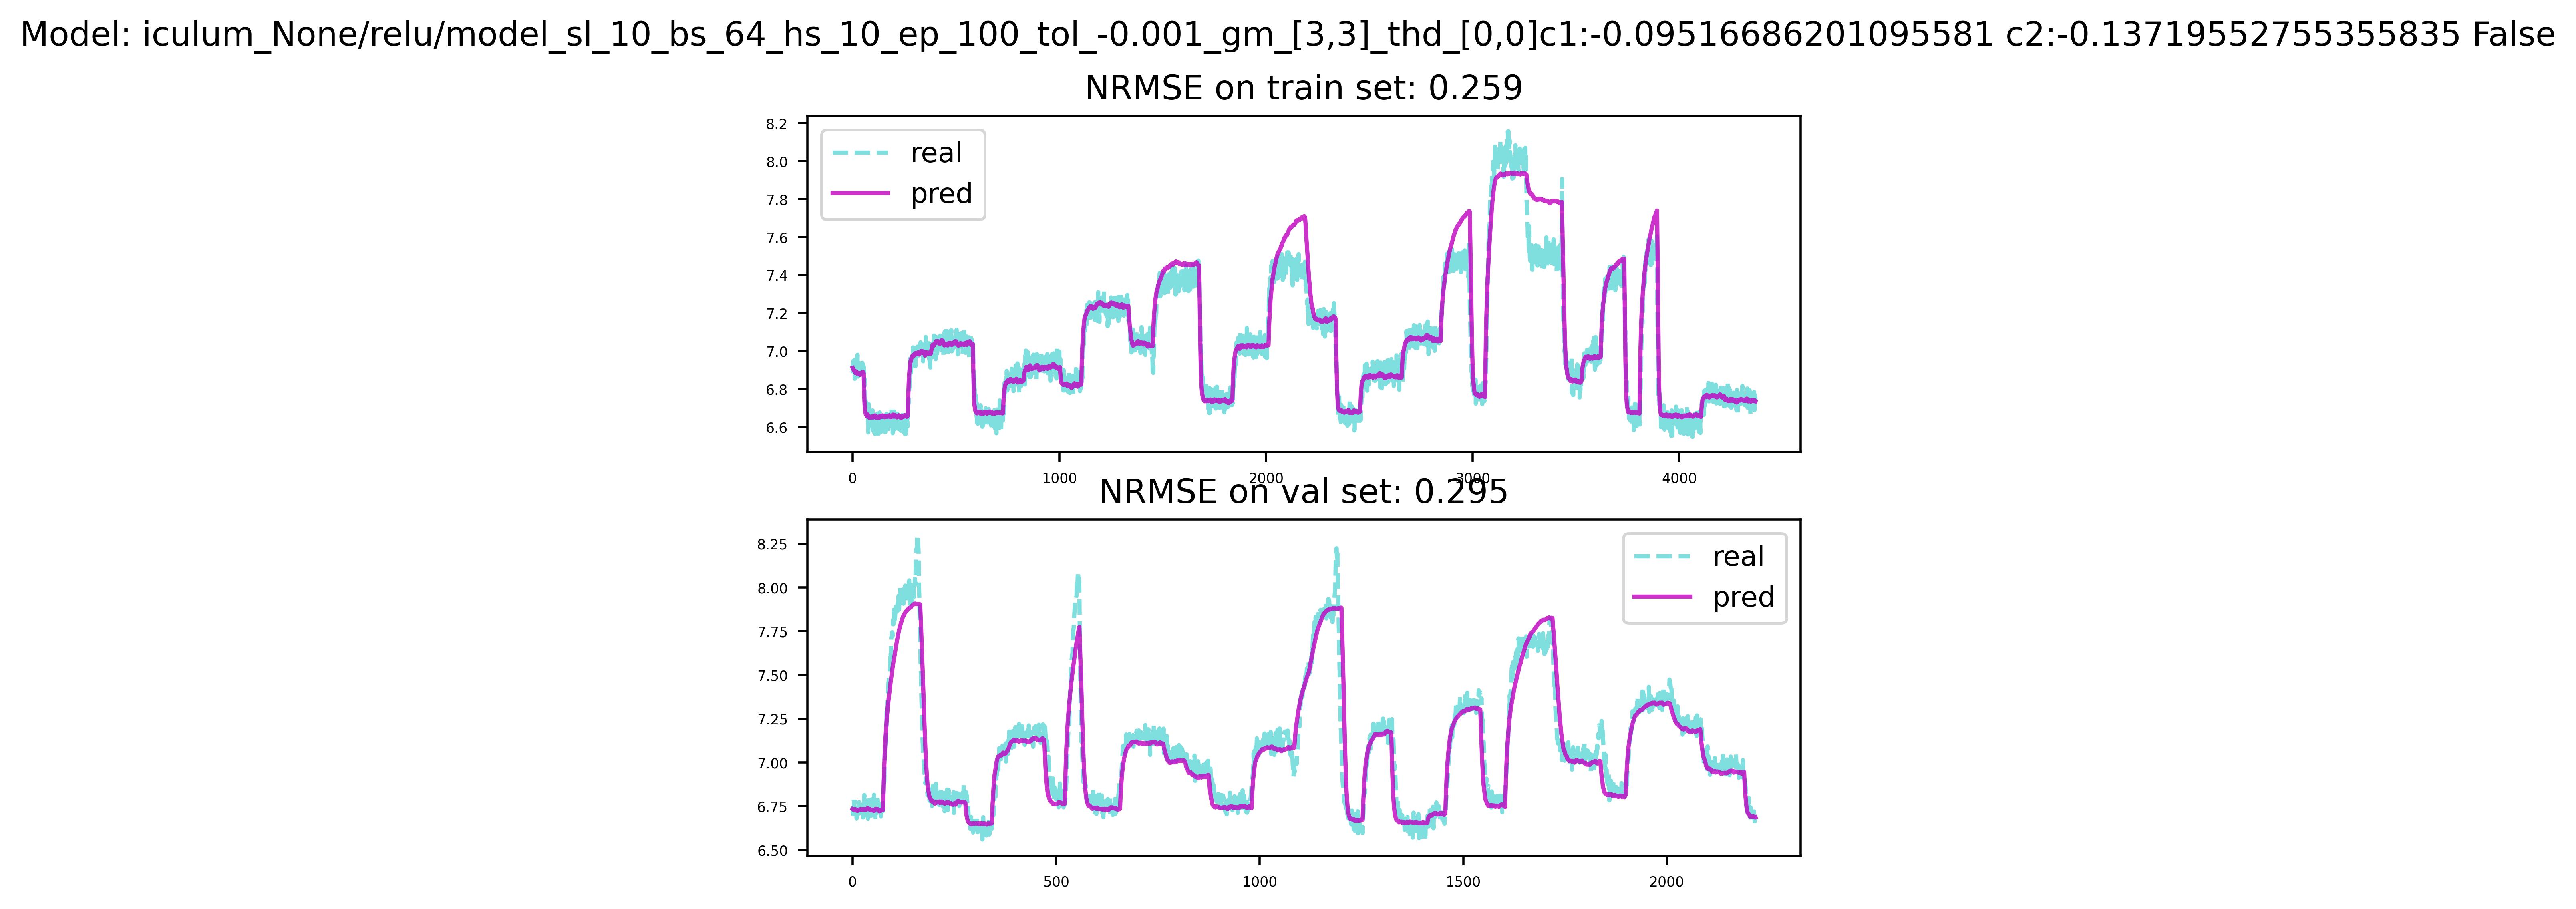 Model: iculum_None/relu/model_sl_10_bs_64_hs_10_ep_100_tol_-0.001_gm_[3,3]_thd_[0,0]c1:-0.09516686201095581 c2:-0.13719552755355835 False
NRMSE on train set: 0.259
8.2
8.0
7.8
7.6
7.4
7.2
7.0
6.8
6.6
real
pred
0 1000 2000 3000 4000
NRMSE on val set: 0.295
8.25
8.00
7.75
7.50
7.25
7.00
6.75
6.50
real
pred
0 500 1000 1500 2000